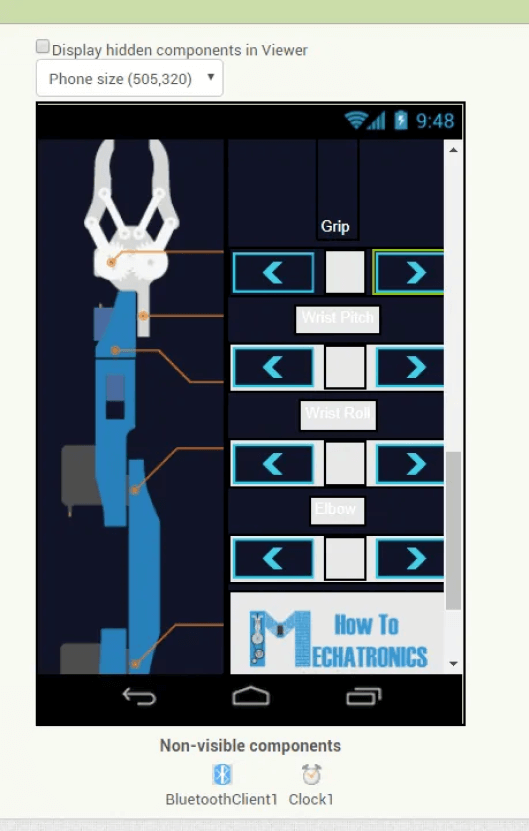 Display hidden components in Viewer
Phone size (505,320)
9:48
Grip
Wrist Pitch
Wrist Roll
Elbow
How To
MECHATRONICS
Non-visible components
BluetoothClient1 Clock1